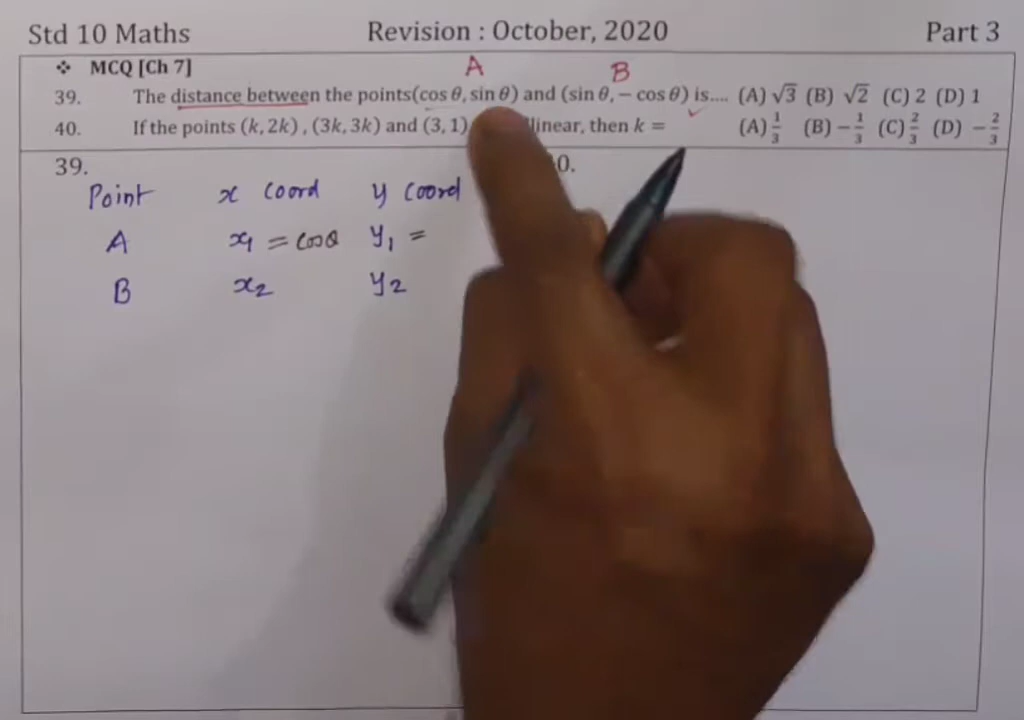 Std 10 Maths Revision : October, 2020 Part 3
❖ MCQ [Ch 7] A B
39. The distance between the points(cos θ, sin θ) and (sin θ, − cos θ) is.... (A) √3 (B) √2 (C) 2 (D) 1
40. If the points (k, 2k) , (3k, 3k) and (3, 1) linear, then k = (A) 1/3 (B) − 1/3 (C) 2/3 (D) − 2/3
39. 0.
Point x coord y coord
A x1 = cosθ y1 =
B x2 y2